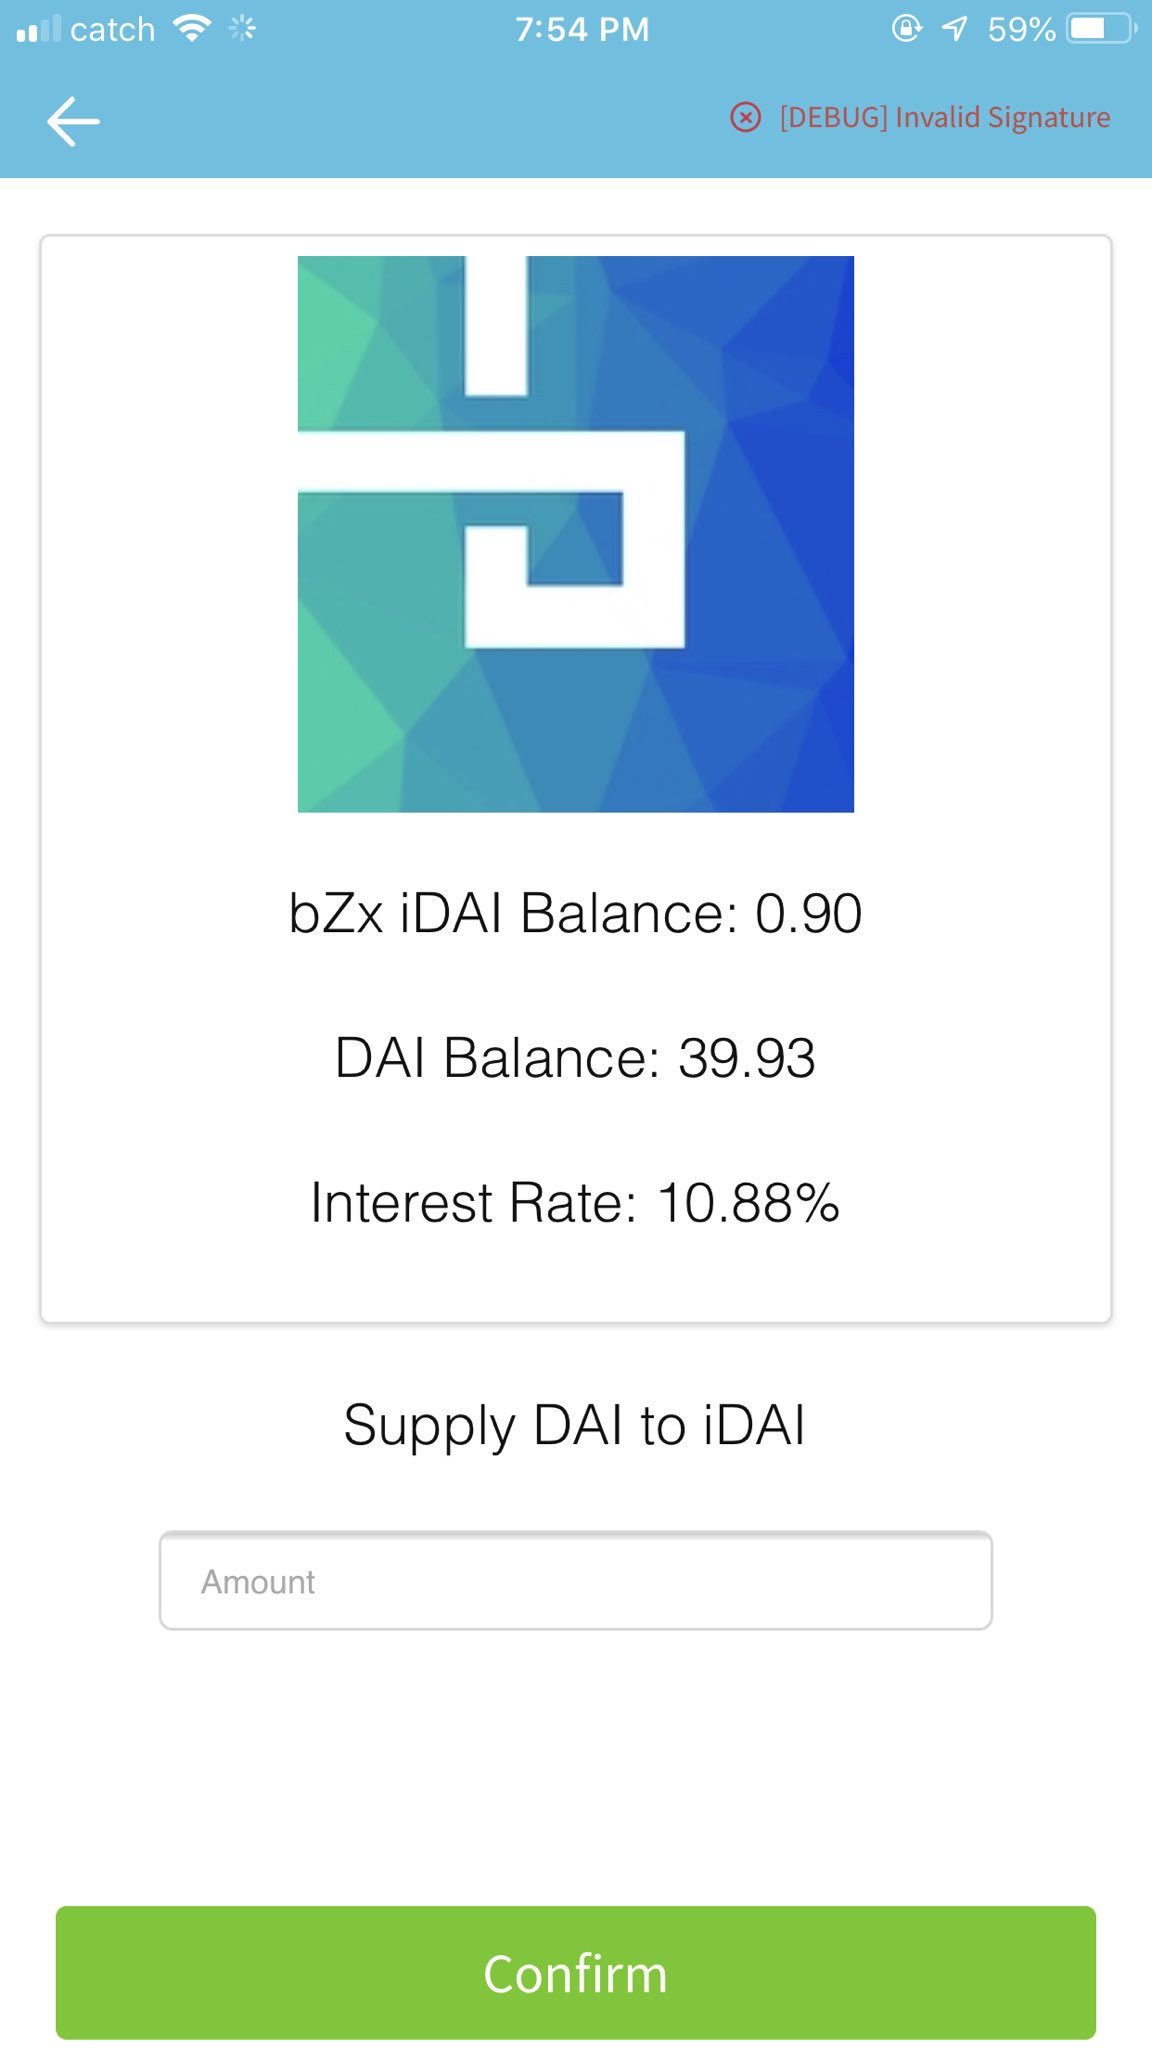 catch 7:54 PM 59%
[DEBUG] Invalid Signature
bZx iDAI Balance: 0.90
DAI Balance: 39.93
Interest Rate: 10.88%
Supply DAI to iDAI
Amount
Confirm